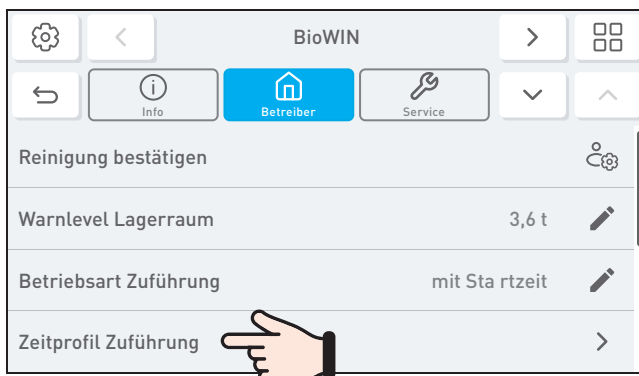 BioWIN
Info Betreiber Service
Reinigung bestätigen
Warnlevel Lagerraum 3,6 t
Betriebsart Zuführung mit Sta rtzeit
Zeitprofil Zuführung